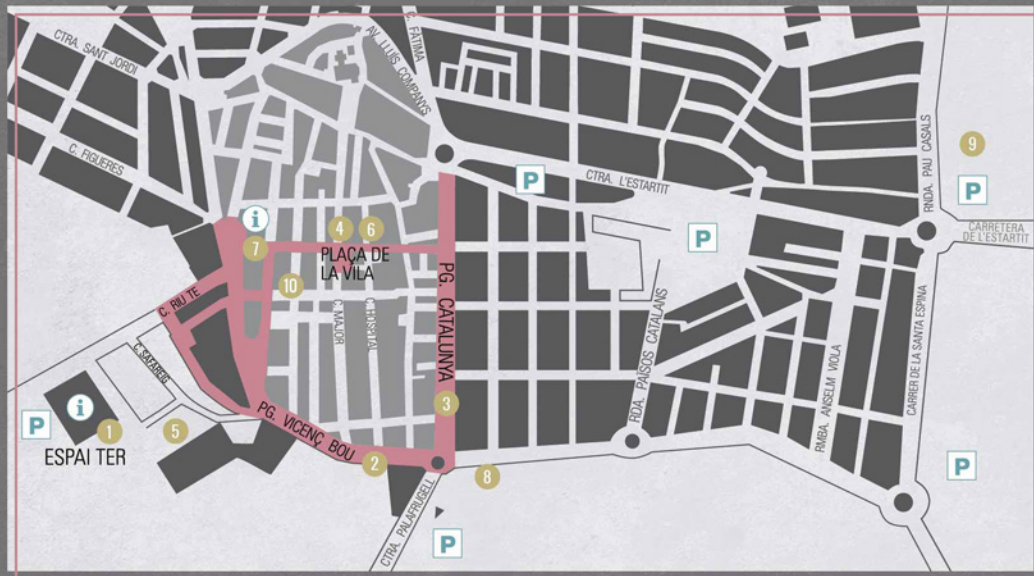 CTRA. SANT JORDI
AV. LLUÍS COMPANYS
C. FÀTIMA
C. FIGUERES
CTRA. L'ESTARTIT
RNDA. PAU CASALS
9
P
P
P
CARRETERA
DE L'ESTARTIT
i
7
4
6
PLAÇA DE
LA VILA
10
C. RIU TE
C. MAJOR
C. HOSPITAL
PG. CATALUNYA
RDA. PAÏSOS CATALANS
RMBA. ANSELM VIOLA
CARRER DE LA SANTA ESPINA
C. SAFAREIG
i
P
1
ESPAI TER
5
PG. VICENÇ BOU
3
2
8
P
CTRA. PALAFRUGELL
P